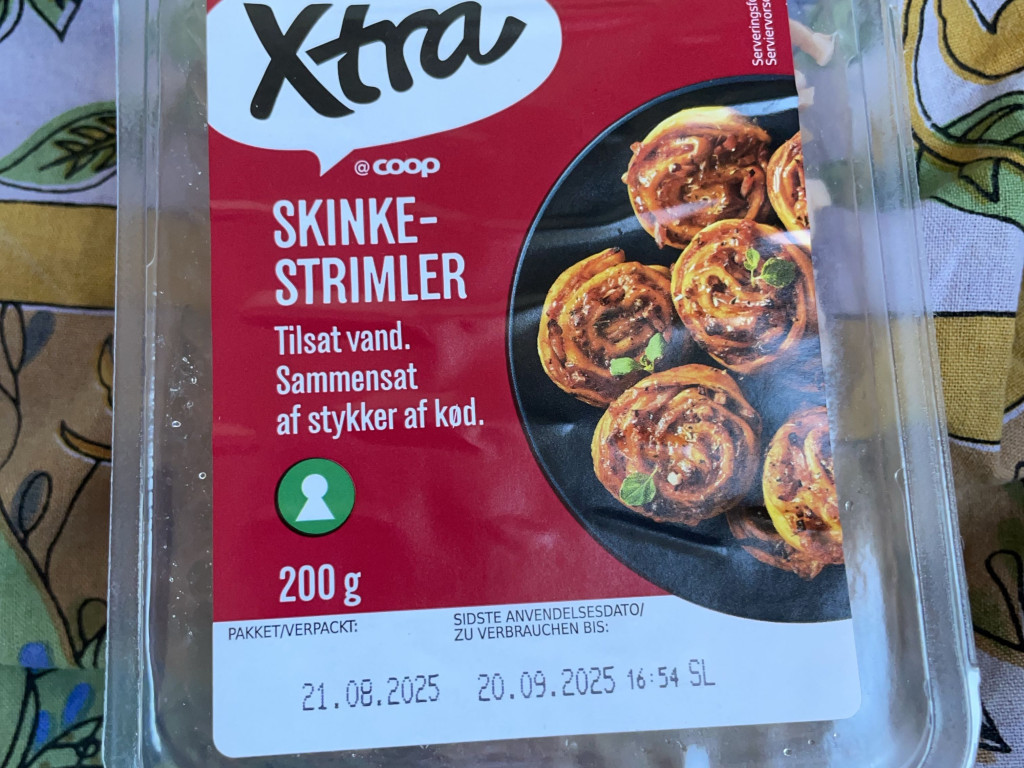 Xtra
@coop
SKINKE-
STRIMLER
Tilsat vand.
Sammensat
af stykker af kød.
200 g
PAKKET/VERPACKT:
SIDSTE ANVENDELSESDATO/
ZU VERBRAUCHEN BIS:
21.08.2025
20.09.2025 16:54 SL